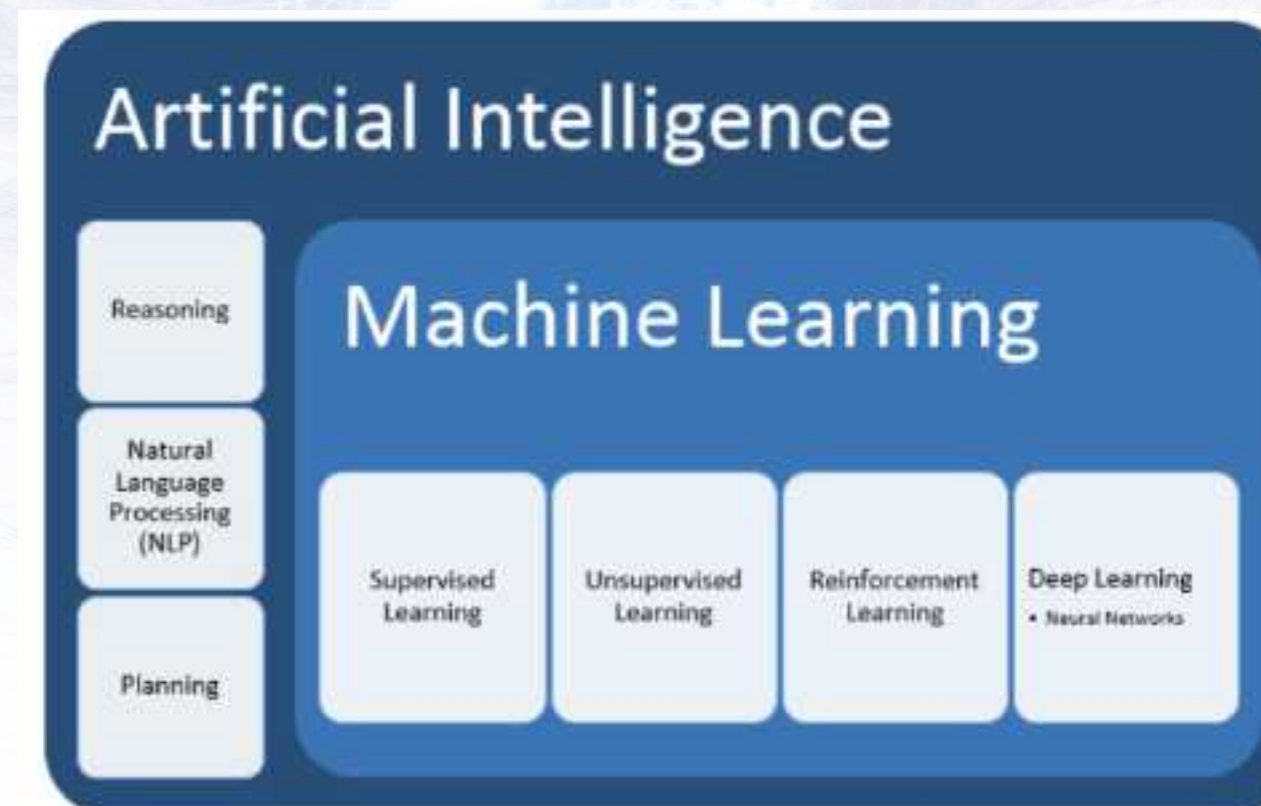 Artificial Intelligence
Reasoning
Natural
Language
Processing
(NLP)
Planning
Machine Learning
Supervised
Learning
Unsupervised
Learning
Reinforcement
Learning
Deep Learning
• Neural Networks